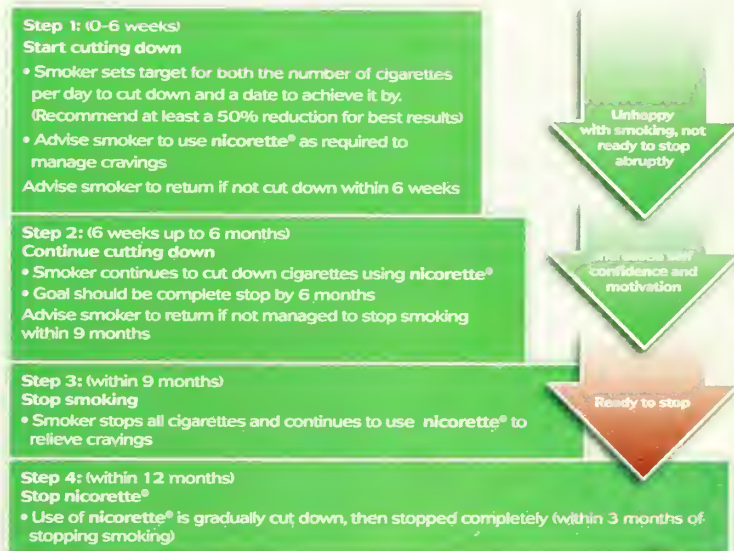 Step 1: (0-6 weeks)
Start cutting down
• Smoker sets target for both the number of cigarettes
per day to cut down and a date to achieve it by.
(Recommend at least a 50% reduction for best results)
• Advise smoker to use nicorette® as required to
manage cravings
Advise smoker to return if not cut down within 6 weeks
Unhappy
with smoking, not
ready to stop
abruptly
Step 2: (6 weeks up to 6 months)
Continue cutting down
• Smoker continues to cut down cigarettes using nicorette®
• Goal should be complete stop by 6 months
Advise smoker to return if not managed to stop smoking
within 9 months
self
confidence and
motivation
Step 3: (within 9 months)
Stop smoking
• Smoker stops all cigarettes and continues to use nicorette® to
relieve cravings
Ready to stop
Step 4: (within 12 months)
Stop nicorette®
• Use of nicorette® is gradually cut down, then stopped completely (within 3 months of
stopping smoking)